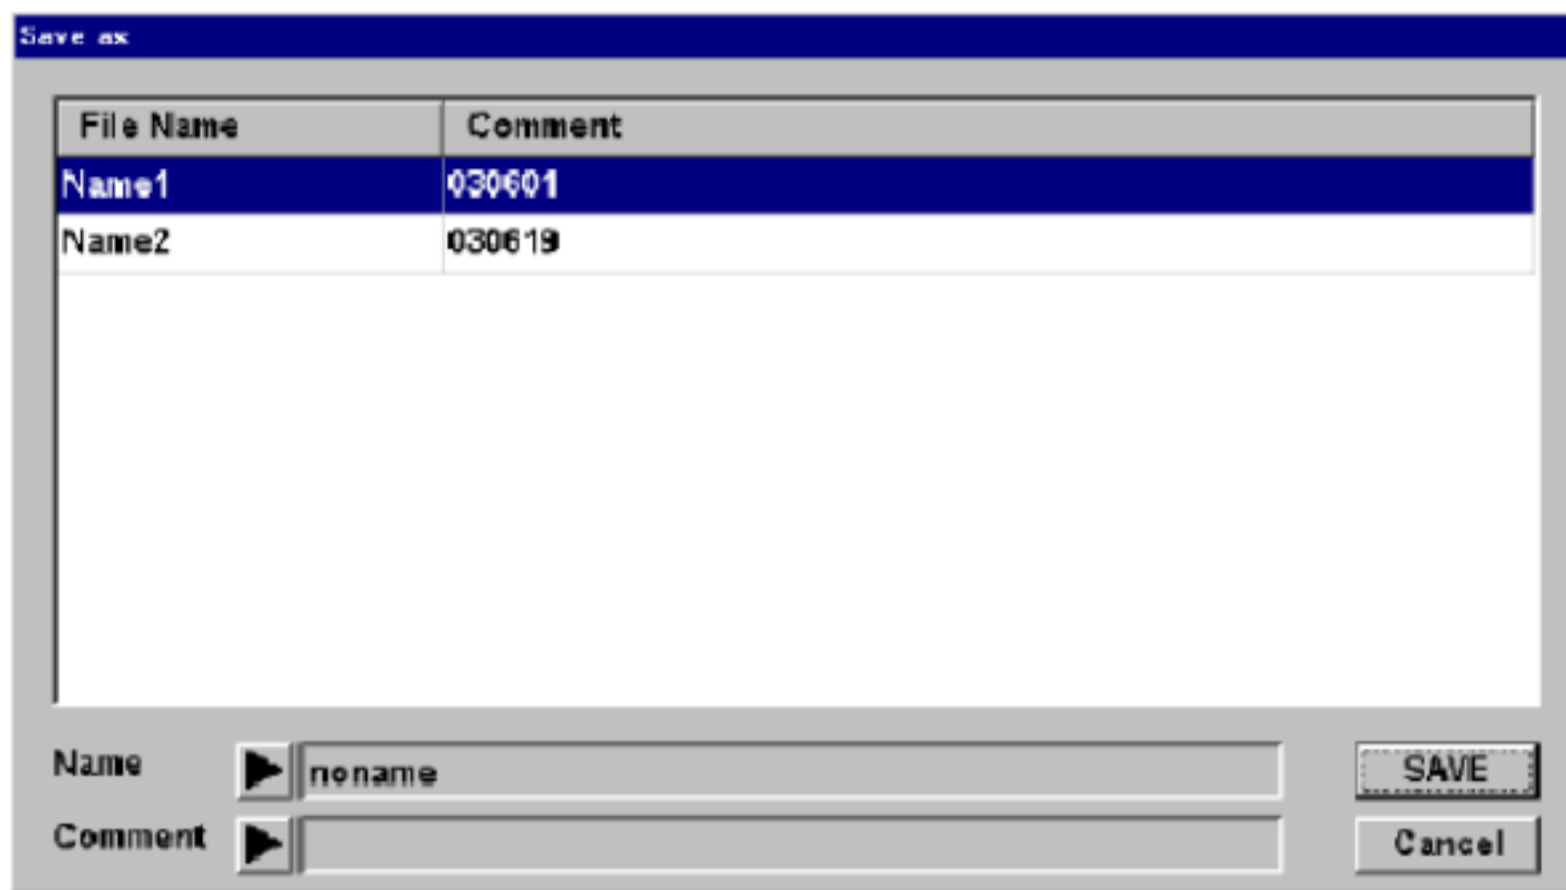 Save as
File Name Comment
Name1 030601
Name2 030619
Name noname SAVE
Comment Cancel